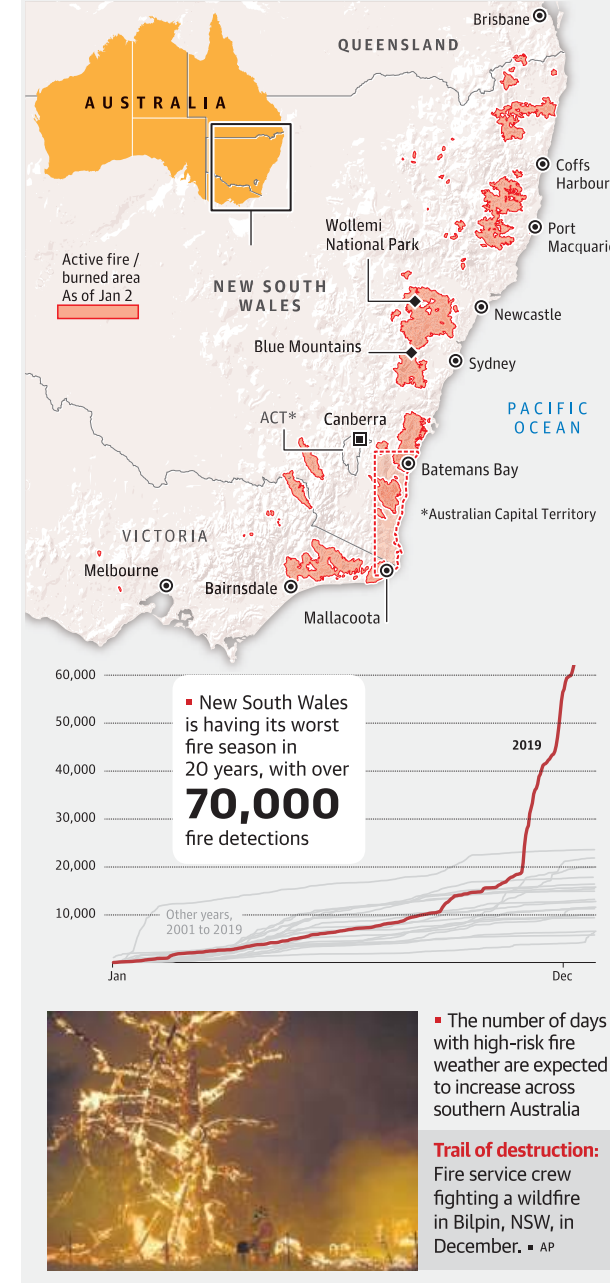 Brisbane
QUEENSLAND
AUSTRALIA
Coffs
Harbour
Wollemi
National Park
Port
Active fire /
burned area
As of Jan 2
NEW SOUTH
WALES
Newcastle
Blue Mountains
Sydney
PACIFIC
OCEAN
ACT*
Canberra
Batemans Bay
*Australian Capital Territory
VICTORIA
Melbourne
Bairnsdale
Mallacoota
60,000
50,000
40,000
30,000
20,000
10,000
▪ New South Wales
is having its worst
fire season in
20 years, with over
70,000
fire detections
2019
Other years,
2001 to 2019
Jan
Dec
▪ The number of days
with high-risk fire
weather are expected
to increase across
southern Australia
Trail of destruction:
Fire service crew
fighting a wildfire
in Bilpin, NSW, in
December. ▪ AP